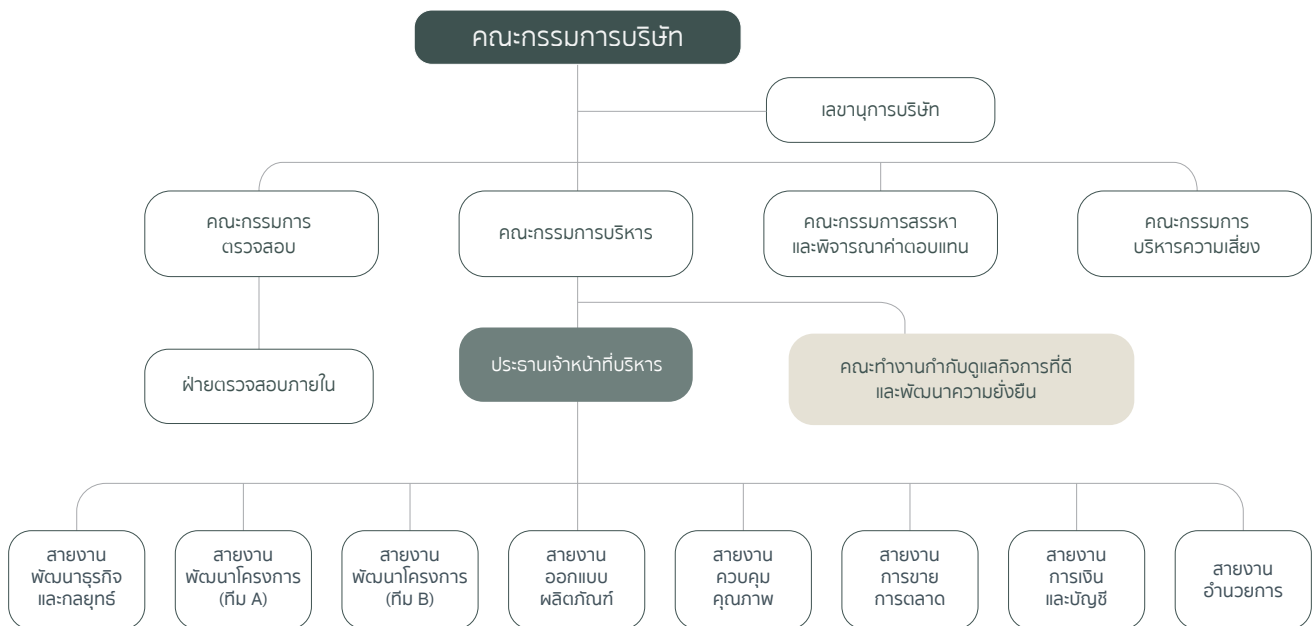 คณะกรรมการบริษัท
เลขานุการบริษัท
คณะกรรมการ
ตรวจสอบ
คณะกรรมการบริหาร
คณะกรรมการสรรหา
และพิจารณาค่าตอบแทน
คณะกรรมการ
บริหารความเสี่ยง
ฝ่ายตรวจสอบภายใน
ประธานเจ้าหน้าที่บริหาร
คณะทำงานกำกับดูแลกิจการที่ดี
และพัฒนาความยั่งยืน
สายงาน
พัฒนาธุรกิจ
และกลยุทธ์
สายงาน
พัฒนาโครงการ
(ทีม A)
สายงาน
พัฒนาโครงการ
(ทีม B)
สายงาน
ออกแบบ
ผลิตภัณฑ์
สายงาน
ควบคุม
คุณภาพ
สายงาน
การขาย
การตลาด
สายงาน
การเงิน
และบัญชี
สายงาน
อำนวยการ